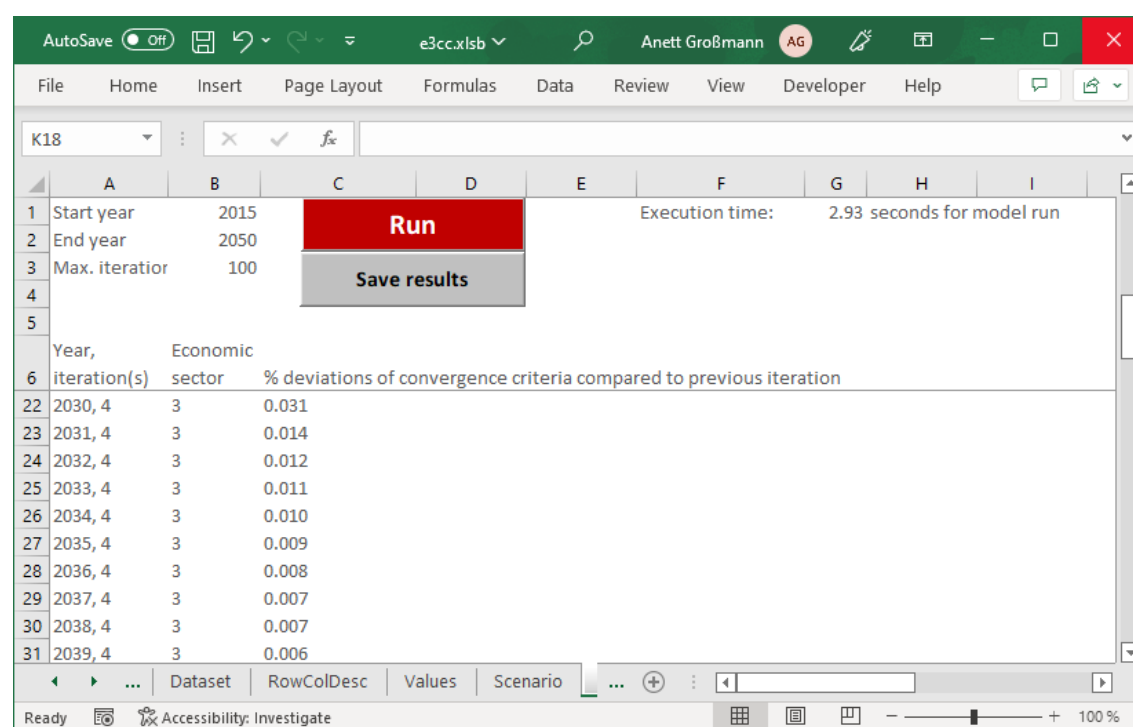 AutoSave Off e3cc.xlsb Anett Großmann AG
File Home Insert Page Layout Formulas Data Review View Developer Help
K18 fx
A B C D E F G H I
1 Start year 2015 Run Execution time: 2.93 seconds for model run
2 End year 2050
3 Max. iteration 100 Save results
4
5
Year, Economic
6 iteration(s) sector % deviations of convergence criteria compared to previous iteration
22 2030, 4 3 0.031
23 2031, 4 3 0.014
24 2032, 4 3 0.012
25 2033, 4 3 0.011
26 2034, 4 3 0.010
27 2035, 4 3 0.009
28 2036, 4 3 0.008
29 2037, 4 3 0.007
30 2038, 4 3 0.007
31 2039, 4 3 0.006
... Dataset RowColDesc Values Scenario ...
Ready Accessibility: Investigate 100 %